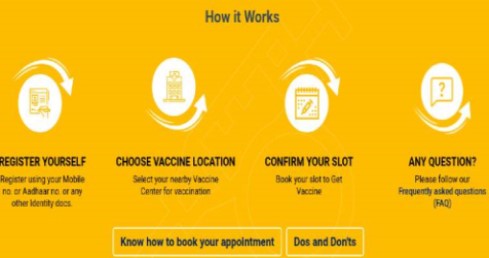 How it Works
REGISTER YOURSELF
Register using your Mobile
no. or Aadhaar no. or any
other Identity docs.
CHOOSE VACCINE LOCATION
Select your nearby Vaccine
Center for vaccination
CONFIRM YOUR SLOT
Book your slot to Get
Vaccine
ANY QUESTION?
Please follow our
Frequently asked questions
(FAQ)
?
Know how to book your appointment
Dos and Don'ts